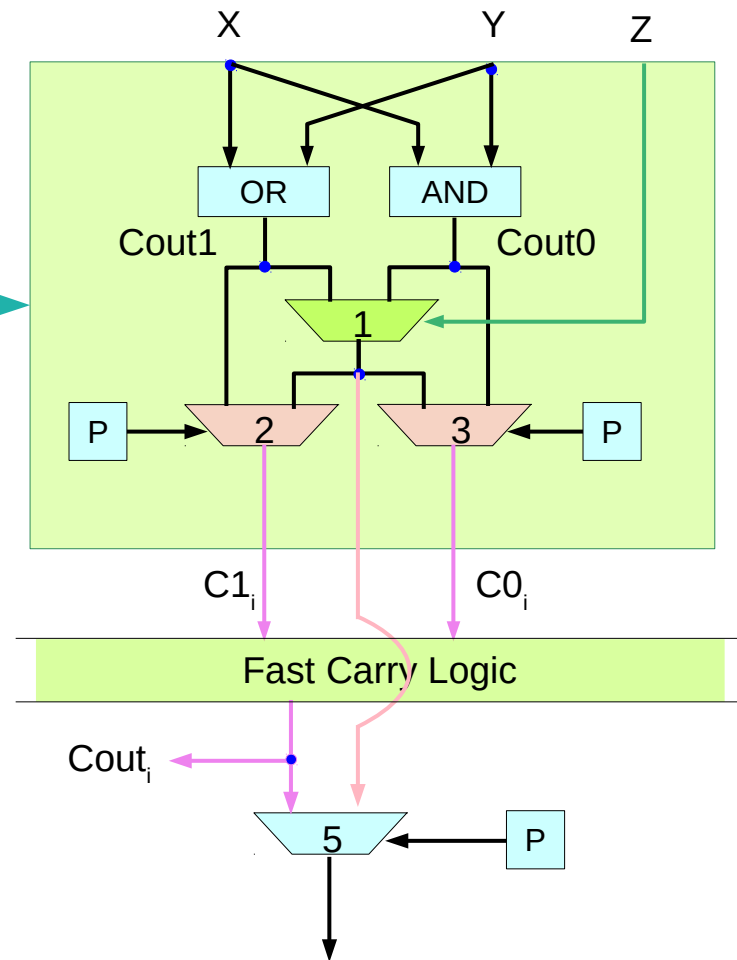 X Y Z
OR AND
Cout1 Cout0
1
P 2 3 P
C1i C0i
Fast Carry Logic
Couti
5 P